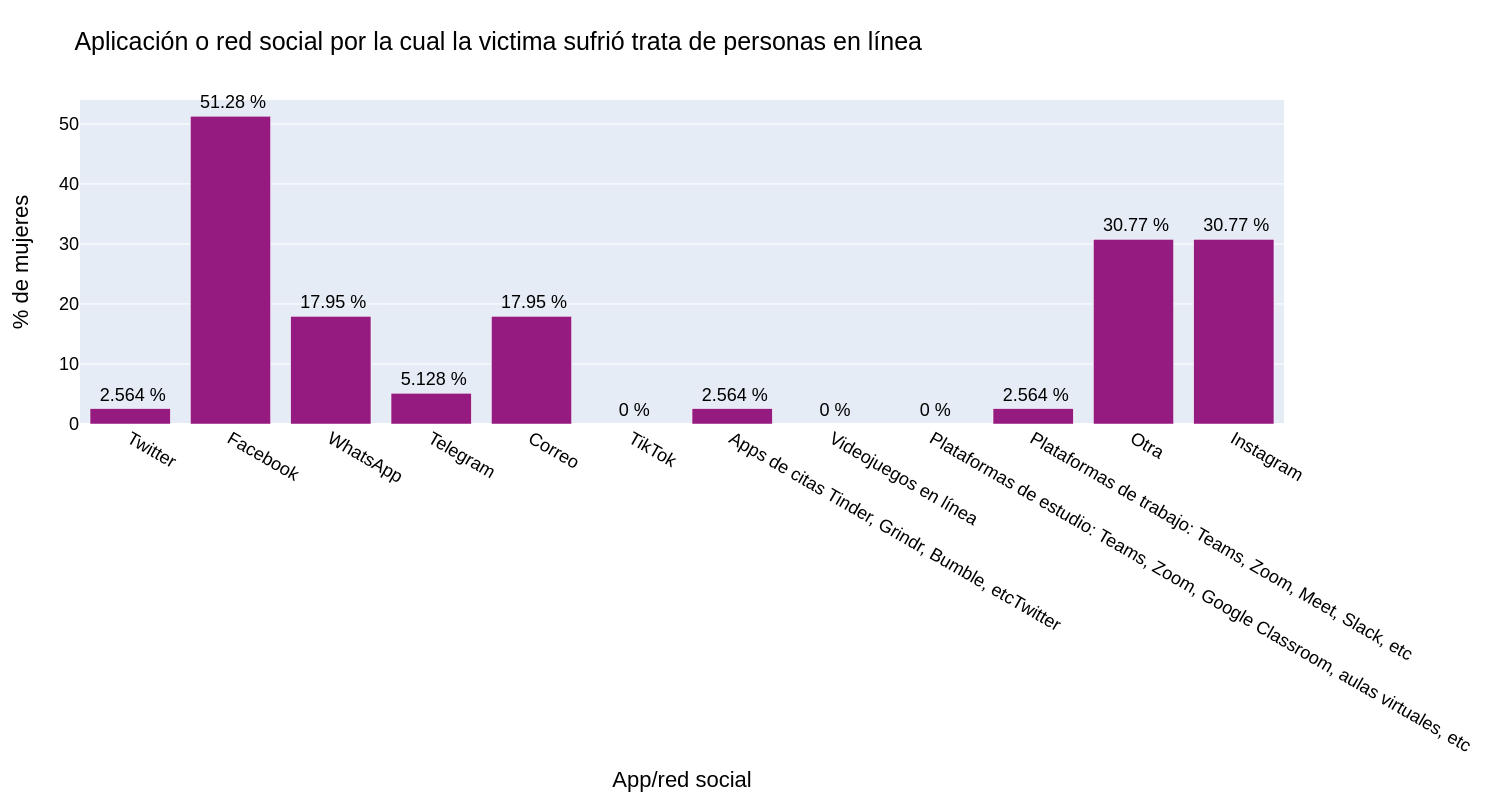 Aplicación o red social por la cual la victima sufrió trata de personas en línea
% de mujeres
50
40
30
20
10
0
2.564 %
51.28 %
17.95 %
5.128 %
17.95 %
0 %
2.564 %
0 %
0 %
2.564 %
30.77 %
30.77 %
Twitter
Facebook
WhatsApp
Telegram
Correo
TikTok
Apps de citas Tinder, Grindr, Bumble, etcTwitter
Videojuegos en línea
Plataformas de estudio: Teams, Zoom, Google Classroom, aulas virtuales, etc
Plataformas de trabajo: Teams, Zoom, Meet, Slack, etc
Otra
Instagram
App/red social